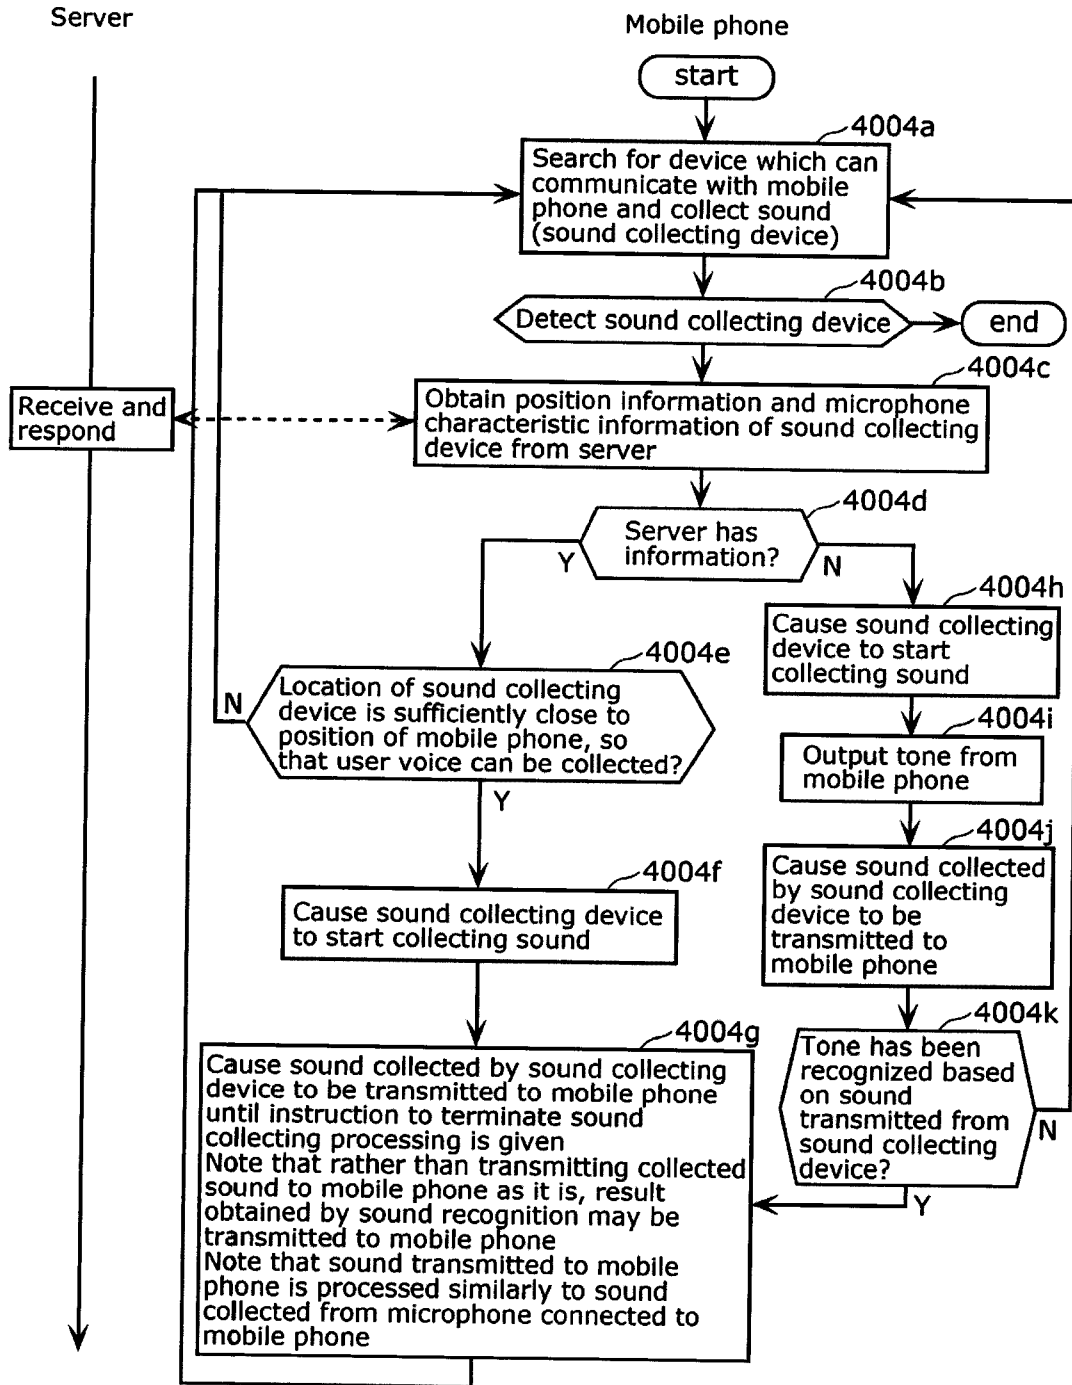 Server
Mobile phone
start
4004a
Search for device which can
communicate with mobile
phone and collect sound
(sound collecting device)
4004b
Detect sound collecting device
end
4004c
Receive and
respond
Obtain position information and microphone
characteristic information of sound collecting
device from server
4004d
Server has
information?
Y
N
4004h
Cause sound collecting
device to start
collecting sound
4004e
Location of sound collecting
device is sufficiently close to
position of mobile phone, so
that user voice can be collected?
N
Y
4004i
Output tone from
mobile phone
4004j
Cause sound collected
by sound collecting
device to be
transmitted to
mobile phone
4004f
Cause sound collecting device
to start collecting sound
4004k
Tone has been
recognized based
on sound
transmitted from
sound collecting
device?
N
Y
4004g
Cause sound collected by sound collecting
device to be transmitted to mobile phone
until instruction to terminate sound
collecting processing is given
Note that rather than transmitting collected
sound to mobile phone as it is, result
obtained by sound recognition may be
transmitted to mobile phone
Note that sound transmitted to mobile
phone is processed similarly to sound
collected from microphone connected to
mobile phone